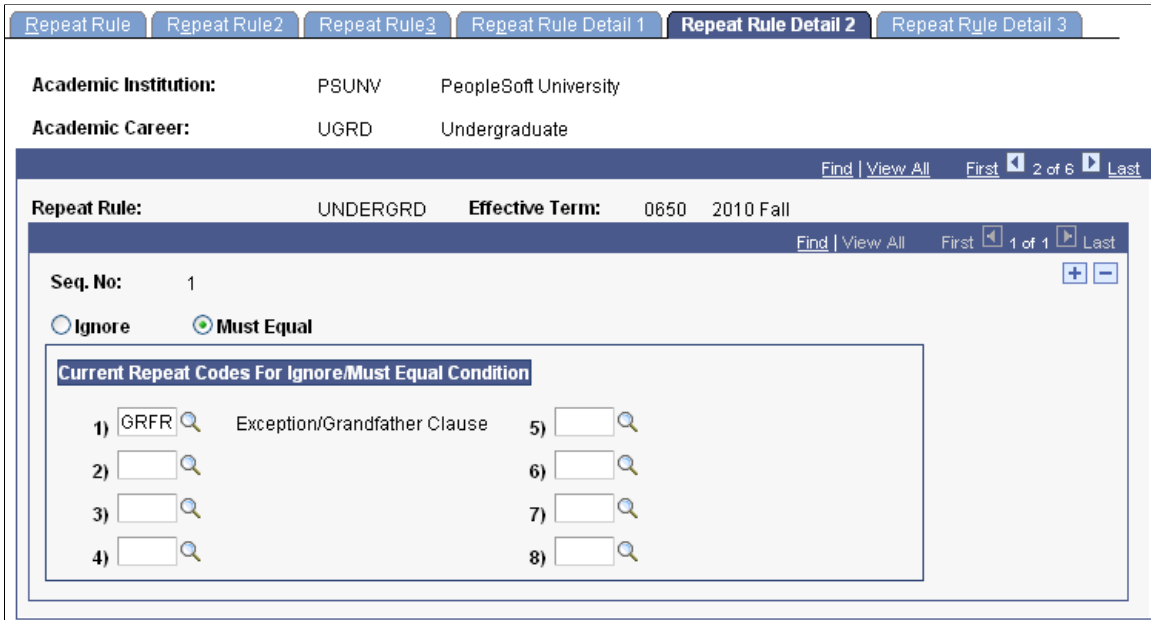 Repeat Rule Repeat Rule2 Repeat Rule3 Repeat Rule Detail 1 Repeat Rule Detail 2 Repeat Rule Detail 3
Academic Institution: PSUNV PeopleSoft University
Academic Career: UGRD Undergraduate
Find | View All First 2 of 6 Last
Repeat Rule: UNDERGRD Effective Term: 0650 2010 Fall
Find | View All First 1 of 1 Last
Seq. No: 1
Ignore Must Equal
Current Repeat Codes For Ignore/Must Equal Condition
1) GRFR Exception/Grandfather Clause 5)
2) 6)
3) 7)
4) 8)